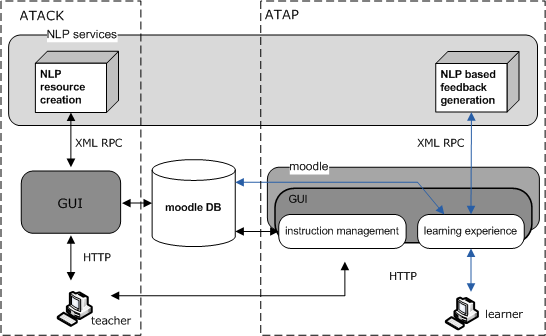 ATACK
ATAP
NLP services
NLP
resource
creation
NLP based
feedback
generation
XML RPC
XML RPC
moodle
GUI
GUI
moodle DB
instruction management
learning experience
HTTP
HTTP
teacher
learner